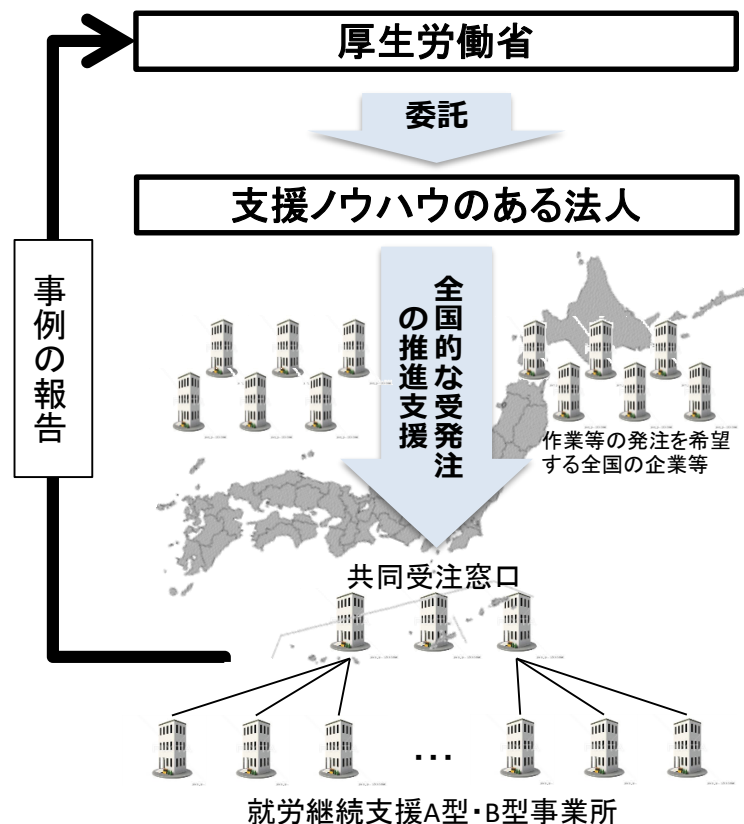 厚生労働省
委託
支援ノウハウのある法人
事例の報告
全国的な受発注
の推進支援
作業等の発注を希望
する全国の企業等
共同受注窓口
…
就労継続支援A型・B型事業所